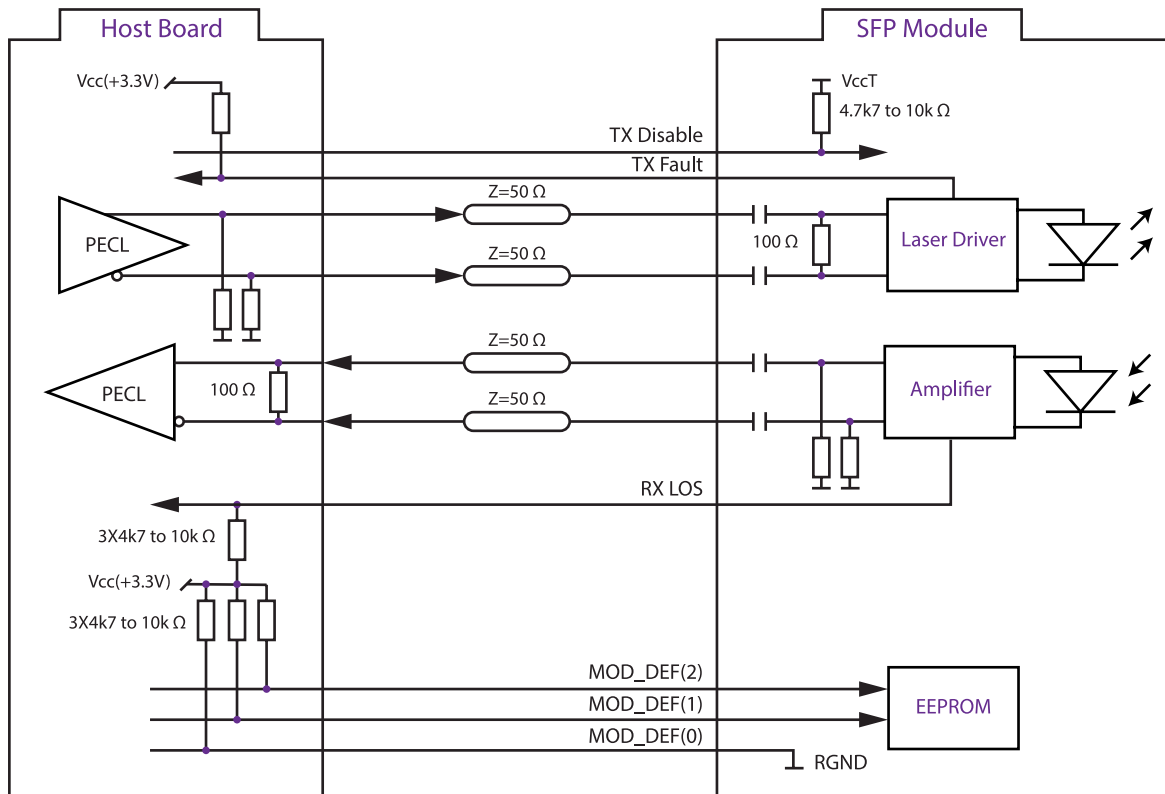 Host Board
SFP Module
Vcc(+3.3V)
VccT
4.7k7 to 10k Ω
TX Disable
TX Fault
Z=50 Ω
PECL
100 Ω
Laser Driver
Z=50 Ω
Z=50 Ω
100 Ω
PECL
Amplifier
Z=50 Ω
RX LOS
3X4k7 to 10k Ω
Vcc(+3.3V)
3X4k7 to 10k Ω
MOD_DEF(2)
MOD_DEF(1)
EEPROM
MOD_DEF(0)
RGND